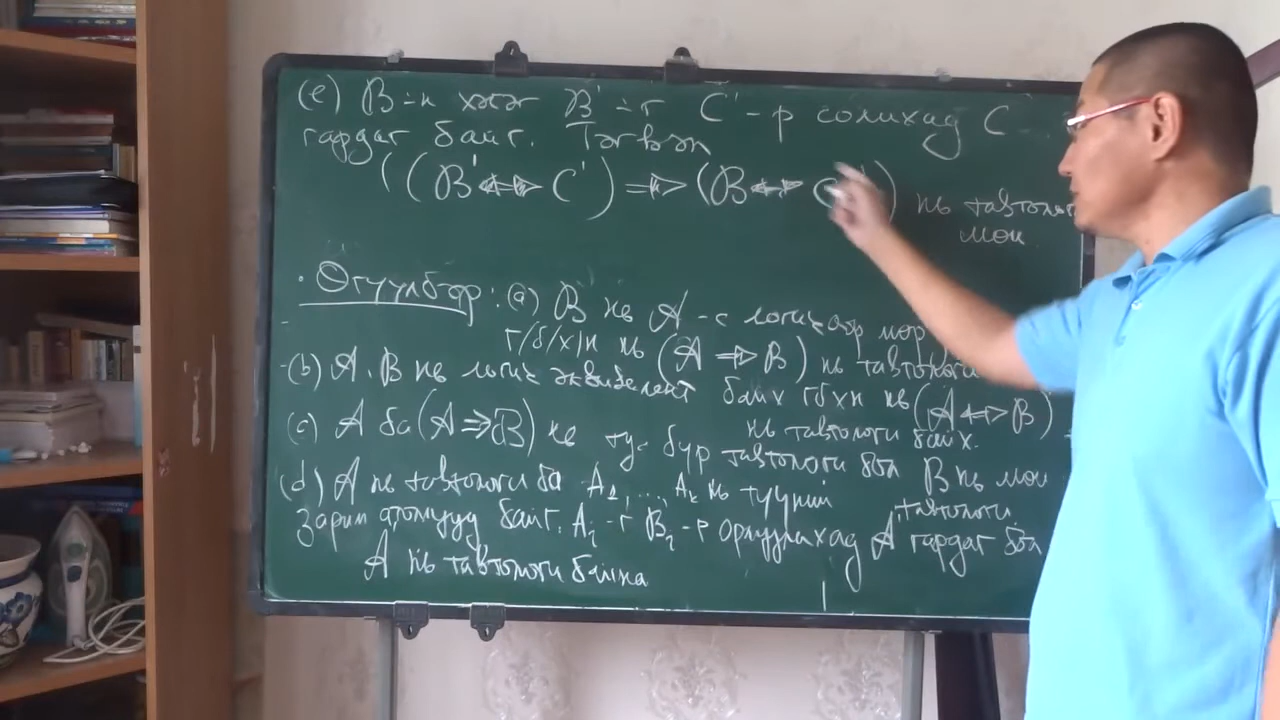 (e) B-н хэсэг B'-г C'-р солиход C
гардаг байг. Тэгвэл
((B' ⟺ C') ⟹ (B ⟺ C)) нь тавтологи
мөн.
· Өгүүлбэр: (a) B нь A-с логикоор мөр
г/б/х/н нь (A ⟹ B) нь тавтологи
(b) A, B нь логик эквивалент байх гбхн нь (A ⟺ B)
нь тавтологи байх.
(c) A ба (A ⟹ B) нь тус бүр тавтологи бол B нь мөн
тавтологи
(d) A нь тавтологи ба A₁, ..., Aₖ нь түүний
зарим атомууд байг. Aᵢ-г Bᵢ-р орлуулахад A гардаг бол
A нь тавтологи байна